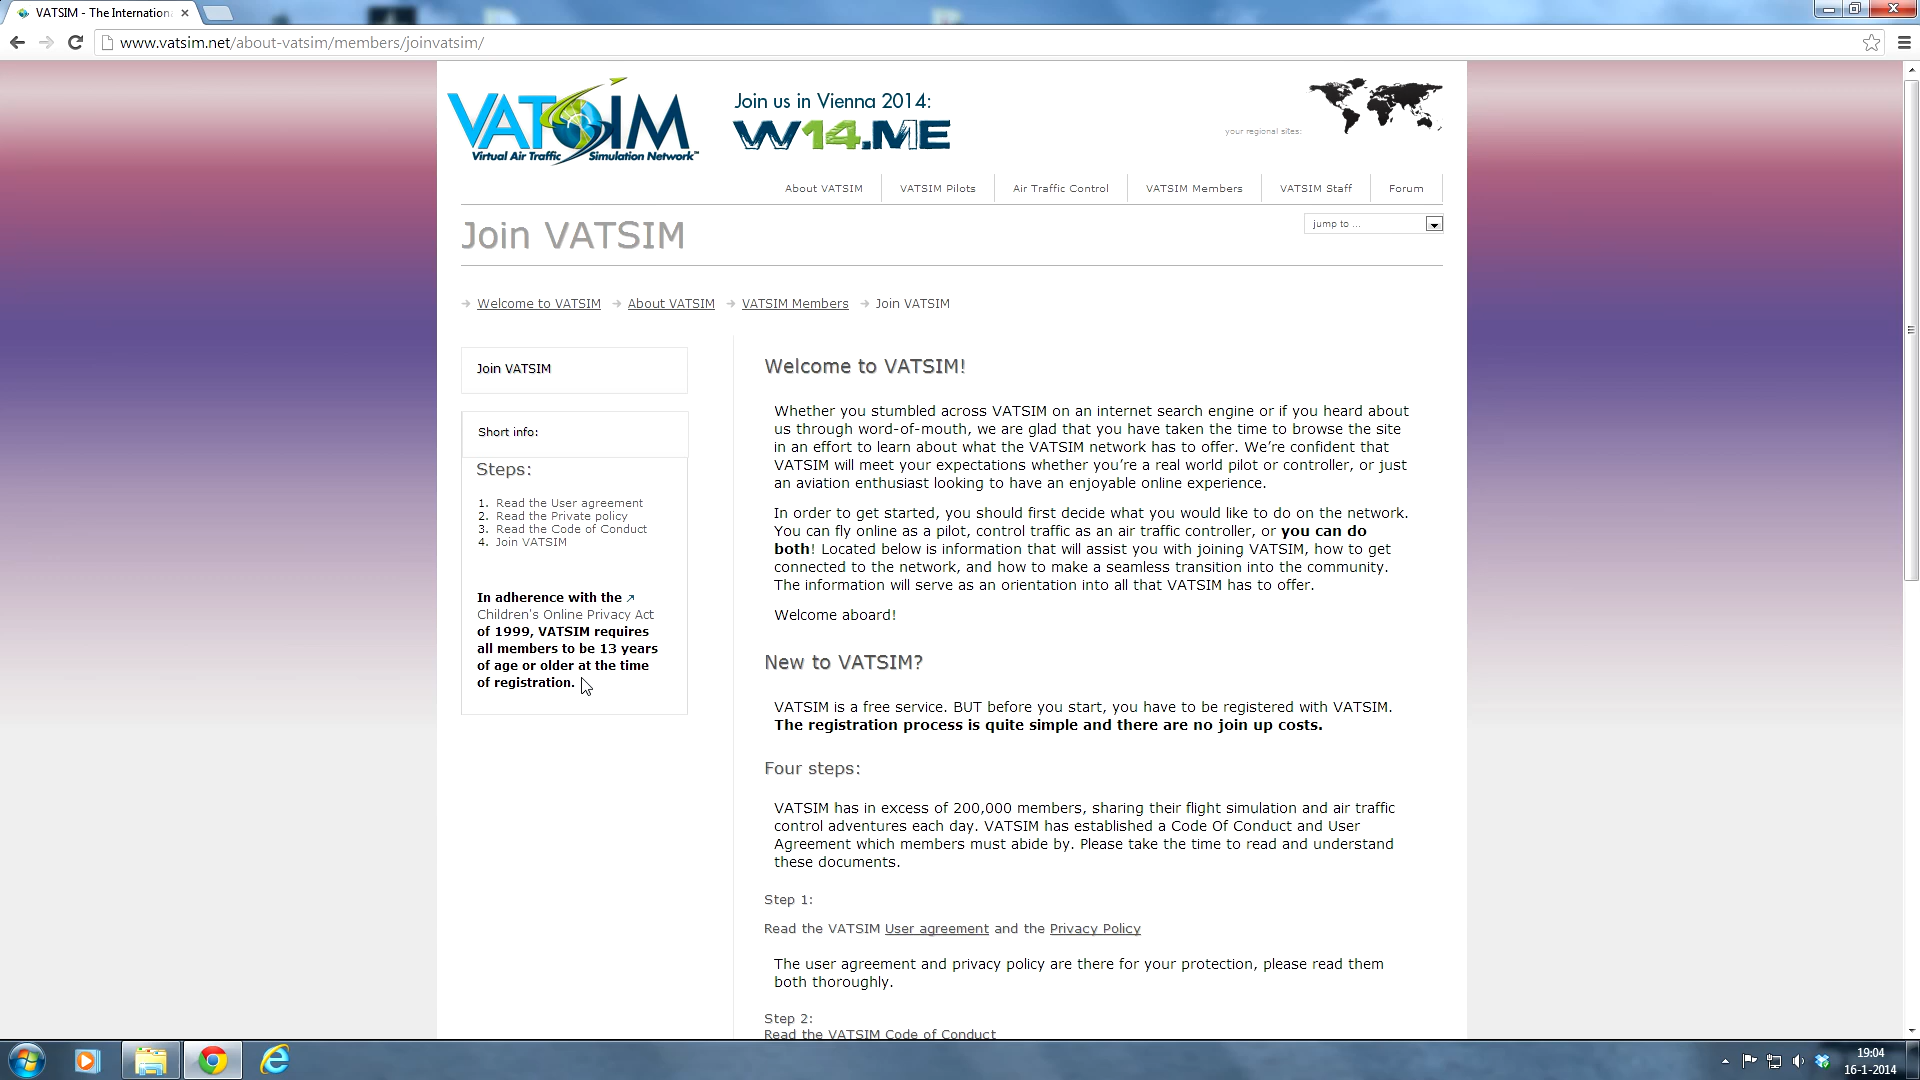 VATSIM - The Internation
www.vatsim.net/about-vatsim/members/joinvatsim/
VATSIM
Virtual Air Traffic Simulation Network™
Join us in Vienna 2014:
W14.ME
your regional sites:
About VATSIM
VATSIM Pilots
Air Traffic Control
VATSIM Members
VATSIM Staff
Forum
Join VATSIM
jump to ...
Welcome to VATSIM
About VATSIM
VATSIM Members
Join VATSIM
Join VATSIM
Short info:
Steps:
1. Read the User agreement
2. Read the Private policy
3. Read the Code of Conduct
4. Join VATSIM
In adherence with the
Children's Online Privacy Act
of 1999, VATSIM requires
all members to be 13 years
of age or older at the time
of registration.
Welcome to VATSIM!
Whether you stumbled across VATSIM on an internet search engine or if you heard about
us through word-of-mouth, we are glad that you have taken the time to browse the site
in an effort to learn about what the VATSIM network has to offer. We're confident that
VATSIM will meet your expectations whether you're a real world pilot or controller, or just
an aviation enthusiast looking to have an enjoyable online experience.
In order to get started, you should first decide what you would like to do on the network.
You can fly online as a pilot, control traffic as an air traffic controller, or you can do
both! Located below is information that will assist you with joining VATSIM, how to get
connected to the network, and how to make a seamless transition into the community.
The information will serve as an orientation into all that VATSIM has to offer.
Welcome aboard!
New to VATSIM?
VATSIM is a free service. BUT before you start, you have to be registered with VATSIM.
The registration process is quite simple and there are no join up costs.
Four steps:
VATSIM has in excess of 200,000 members, sharing their flight simulation and air traffic
control adventures each day. VATSIM has established a Code Of Conduct and User
Agreement which members must abide by. Please take the time to read and understand
these documents.
Step 1:
Read the VATSIM User agreement and the Privacy Policy
The user agreement and privacy policy are there for your protection, please read them
both thoroughly.
Step 2:
Read the VATSIM Code of Conduct
19:04
16-1-2014